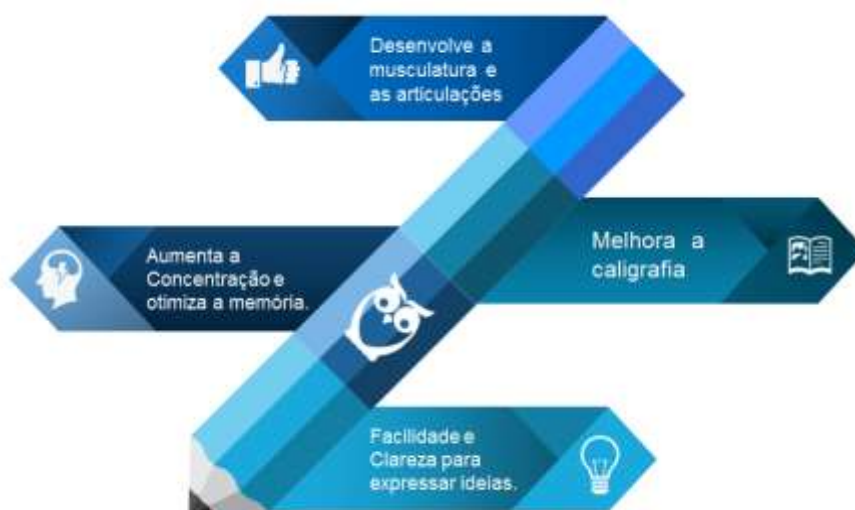 Desenvolve a
musculatura e
as articulações
Melhora a
caligrafia
Aumenta a
Concentração e
otimiza a memória.
Facilidade e
Clareza para
expressar ideias.